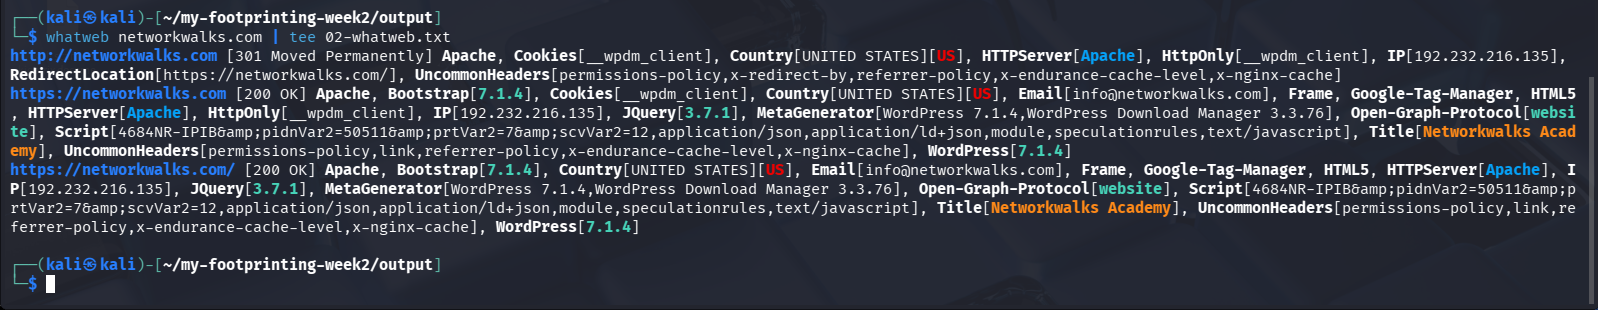 ┌──(kali㉿kali)-[~/my-footprinting-week2/output]
└─$ whatweb networkwalks.com | tee 02-whatweb.txt
http://networkwalks.com [301 Moved Permanently] Apache, Cookies[__wpdm_client], Country[UNITED STATES][US], HTTPServer[Apache], HttpOnly[__wpdm_client], IP[192.232.216.135],
RedirectLocation[https://networkwalks.com/], UncommonHeaders[permissions-policy,x-redirect-by,referrer-policy,x-endurance-cache-level,x-nginx-cache]
https://networkwalks.com [200 OK] Apache, Bootstrap[7.1.4], Cookies[__wpdm_client], Country[UNITED STATES][US], Email[info@networkwalks.com], Frame, Google-Tag-Manager, HTML5
, HTTPServer[Apache], HttpOnly[__wpdm_client], IP[192.232.216.135], JQuery[3.7.1], MetaGenerator[WordPress 7.1.4,WordPress Download Manager 3.3.76], Open-Graph-Protocol[websi
te], Script[4684NR-IPIB&amp;pidnVar2=50511&amp;prtVar2=7&amp;scvVar2=12,application/json,application/ld+json,module,speculationrules,text/javascript], Title[Networkwalks Acad
emy], UncommonHeaders[permissions-policy,link,referrer-policy,x-endurance-cache-level,x-nginx-cache], WordPress[7.1.4]
https://networkwalks.com/ [200 OK] Apache, Bootstrap[7.1.4], Country[UNITED STATES][US], Email[info@networkwalks.com], Frame, Google-Tag-Manager, HTML5, HTTPServer[Apache], I
P[192.232.216.135], JQuery[3.7.1], MetaGenerator[WordPress 7.1.4,WordPress Download Manager 3.3.76], Open-Graph-Protocol[website], Script[4684NR-IPIB&amp;pidnVar2=50511&amp;p
rtVar2=7&amp;scvVar2=12,application/json,application/ld+json,module,speculationrules,text/javascript], Title[Networkwalks Academy], UncommonHeaders[permissions-policy,link,re
ferrer-policy,x-endurance-cache-level,x-nginx-cache], WordPress[7.1.4]
┌──(kali㉿kali)-[~/my-footprinting-week2/output]
└─$